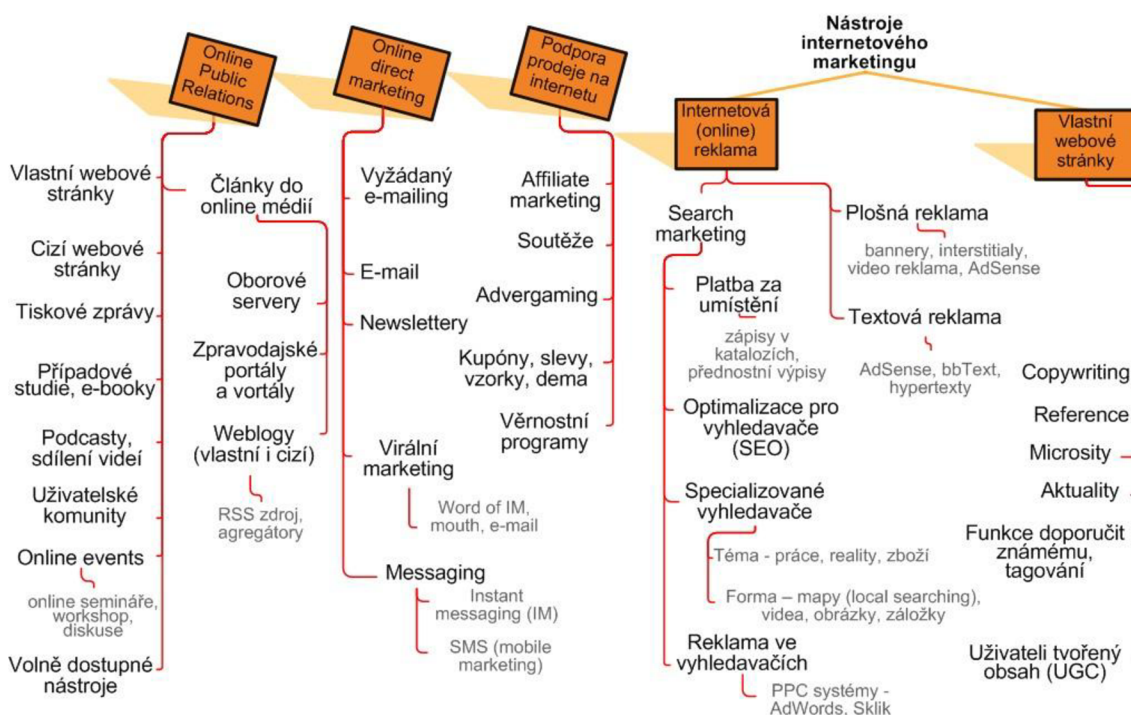 Nástroje
internetového
marketingu
Online
Public
Relations
Vlastní webové
stránky
Cizí webové
stránky
Tiskové zprávy
Případové
studie, e-booky
Podcasty,
sdílení videí
Uživatelské
komunity
Online events
online semináře,
workshop,
diskuse
Volně dostupné
nástroje
Články do
online médií
Oborové
servery
Zpravodajské
portály
a vortály
Weblogy
(vlastní i cizí)
RSS zdroj,
agregátory
Online
direct
marketing
Vyžádaný
e-mailing
E-mail
Newslettery
Virální
marketing
Word of IM,
mouth, e-mail
Messaging
Instant
messaging (IM)
SMS (mobile
marketing)
Podpora
prodeje na
internetu
Affiliate
marketing
Soutěže
Advergaming
Kupóny, slevy,
vzorky, dema
Věrnostní
programy
Internetová
(online)
reklama
Search
marketing
Platba za
umístění
zápisy v
katalozích,
přednostní výpisy
Optimalizace pro
vyhledavače
(SEO)
Specializované
vyhledavače
Téma - práce, reality, zboží
Forma – mapy (local searching),
videa, obrázky, záložky
Reklama ve
vyhledavačích
PPC systémy -
AdWords, Sklik
Plošná reklama
bannery, interstitialy,
video reklama, AdSense
Textová reklama
AdSense, bbText,
hypertexty
Vlastní
webové
stránky
Copywriting
Reference
Microsity
Aktuality
Funkce doporučit
známému,
tagování
Uživateli tvořený
obsah (UGC)